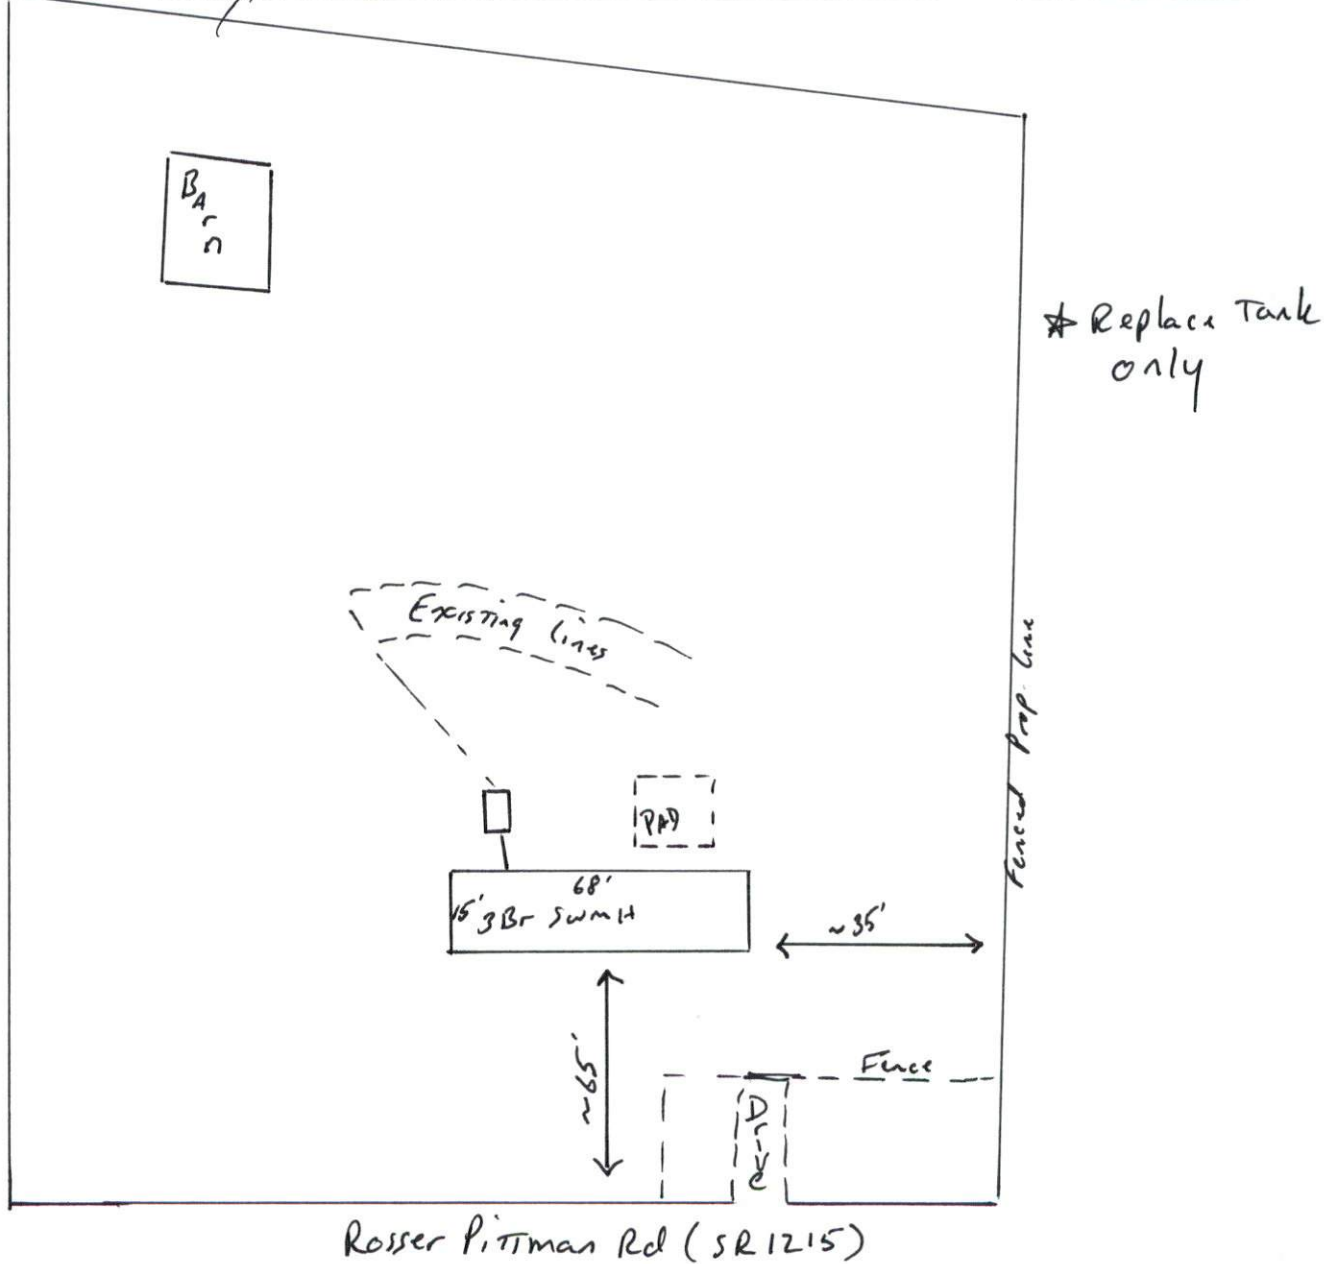 BArn
* Replace Tank
only
Existing lines
Fenced Prop. line
PAD
68'
15' 3Br SWMH
~35'
~65'
Fence
Drive
Rosser Pittman Rd (SR1215)